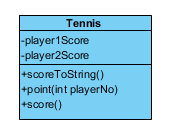 Tennis
-player1Score
-player2Score
+scoreToString()
+point(int playerNo)
+score()